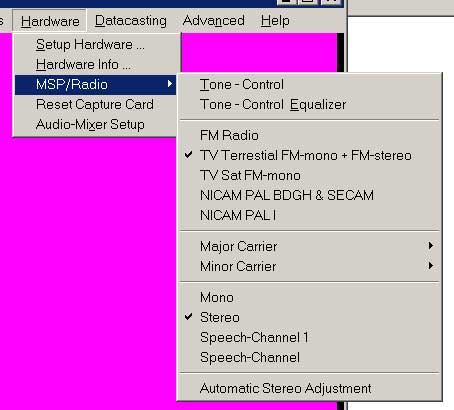 s Hardware Datacasting Advanced Help
Setup Hardware ...
Hardware Info ...
MSP/Radio
Reset Capture Card
Audio-Mixer Setup
Tone - Control
Tone - Control Equalizer
FM Radio
TV Terrestial FM-mono + FM-stereo
TV Sat FM-mono
NICAM PAL BDGH & SECAM
NICAM PAL I
Major Carrier
Minor Carrier
Mono
Stereo
Speech-Channel 1
Speech-Channel
Automatic Stereo Adjustment